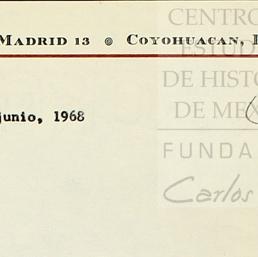 CENTRO
MADRID 13 ⊚ COYOHUACAN,
ESTUD
DE HISTO
junio, 1968
DE MEX
FUNDA
Carlos